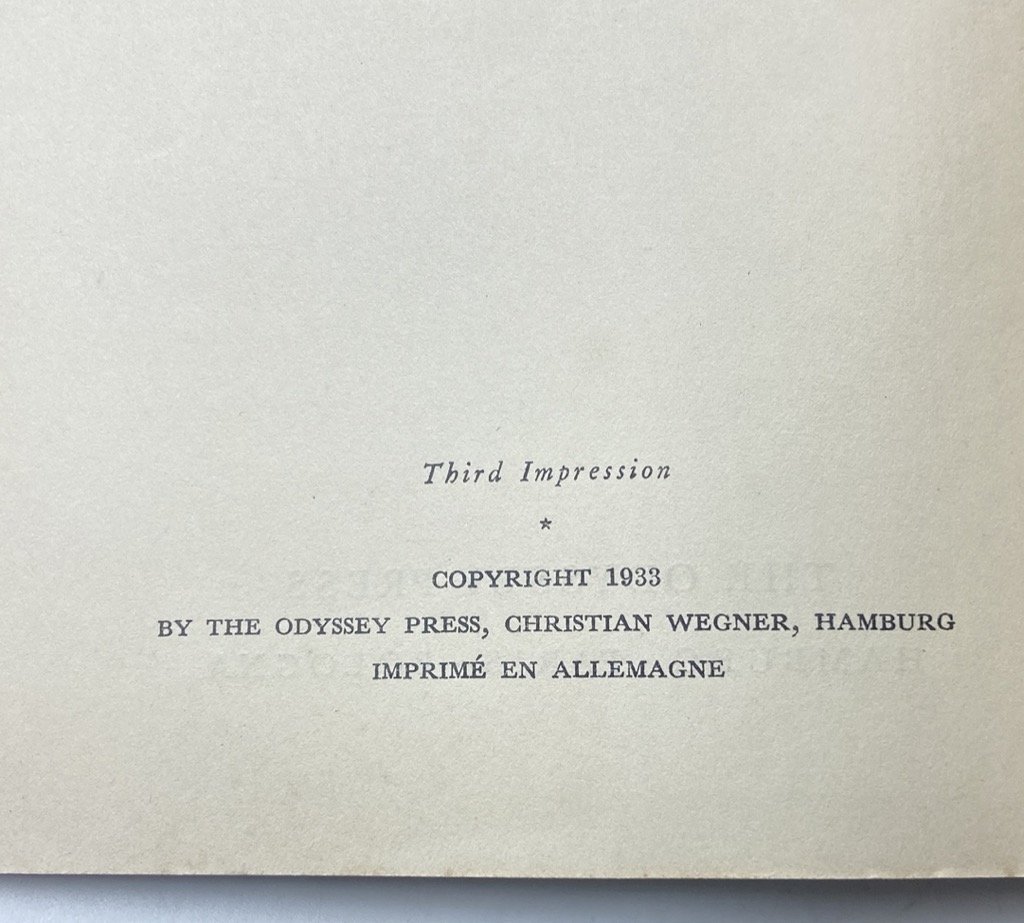 Third Impression
*
COPYRIGHT 1933
BY THE ODYSSEY PRESS, CHRISTIAN WEGNER, HAMBURG
IMPRIMÉ EN ALLEMAGNE